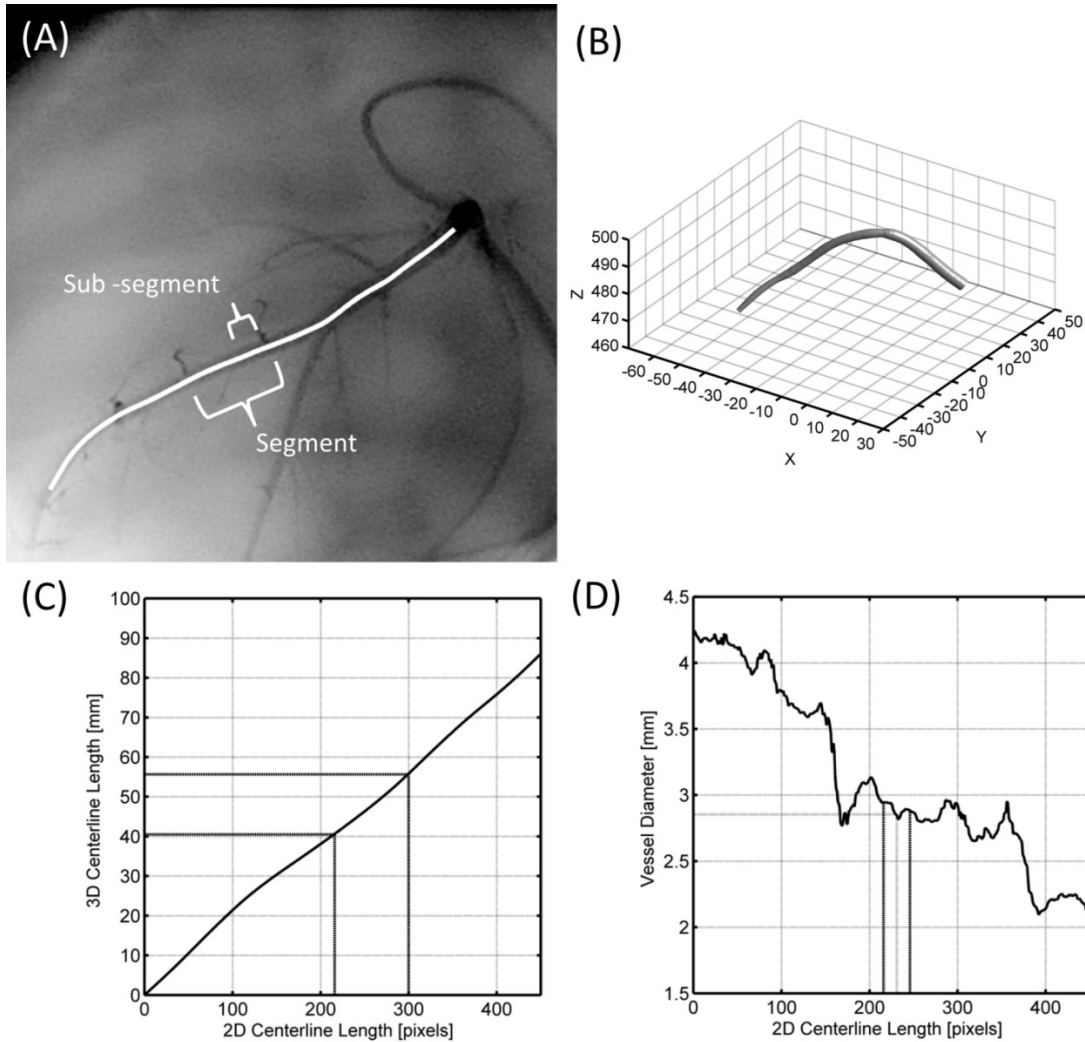 (A)
Sub -segment
Segment
(B)
500
490
480
470
460
Z
-60
-50
-40
-30
-20
-10
0
10
20
30
X
-50
-40
-30
-20
-10
0
10
20
30
40
50
Y
(C)
100
90
80
70
60
50
40
30
20
10
0
3D Centerline Length [mm]
0 100 200 300 400
2D Centerline Length [pixels]
(D)
4.5
4
3.5
3
2.5
2
1.5
Vessel Diameter [mm]
0 100 200 300 400
2D Centerline Length [pixels]